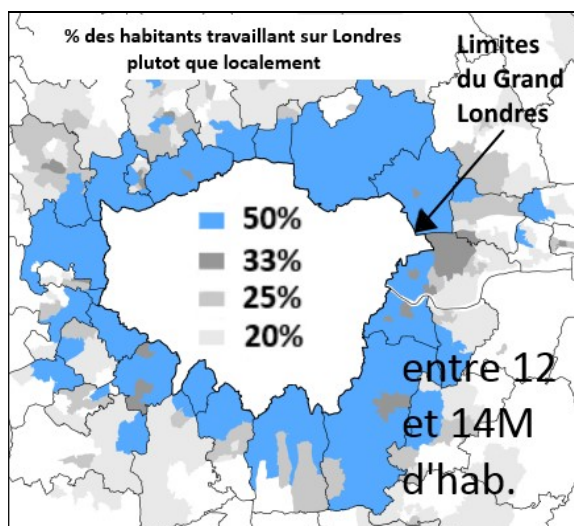 % des habitants travaillant sur Londres
plutot que localement
Limites
du Grand
Londres
50%
33%
25%
20%
entre 12
et 14M
d'hab.